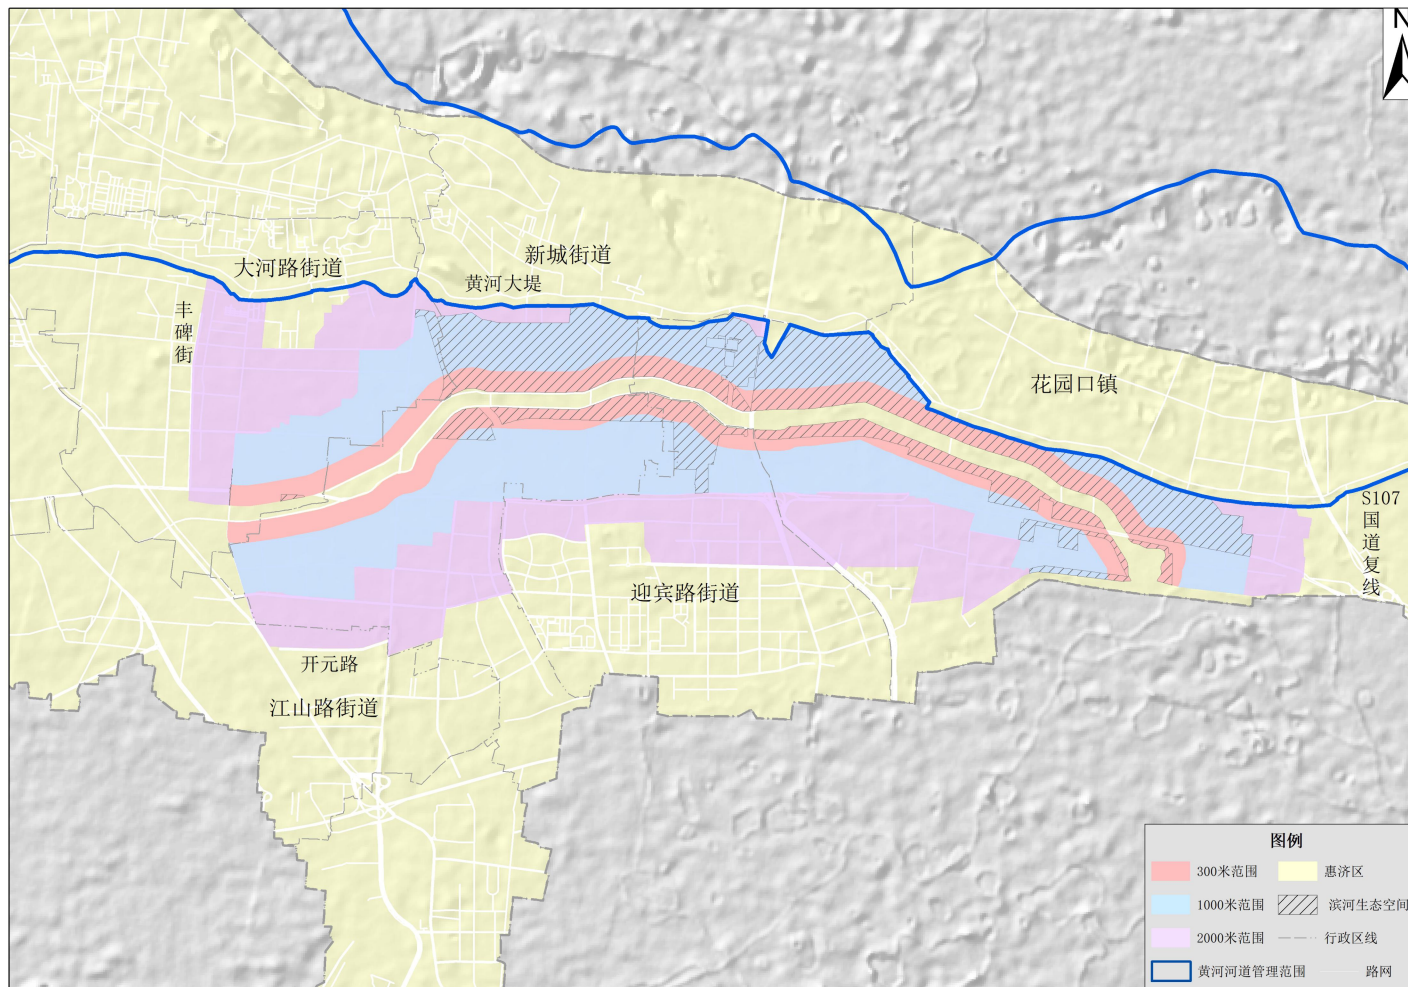 N
新城街道
大河路街道
黄河大堤
丰碑街
花园口镇
S107国道复线
迎宾路街道
开元路
江山路街道
图例
300米范围
惠济区
1000米范围
滨河生态空间
2000米范围
行政区线
黄河河道管理范围
路网